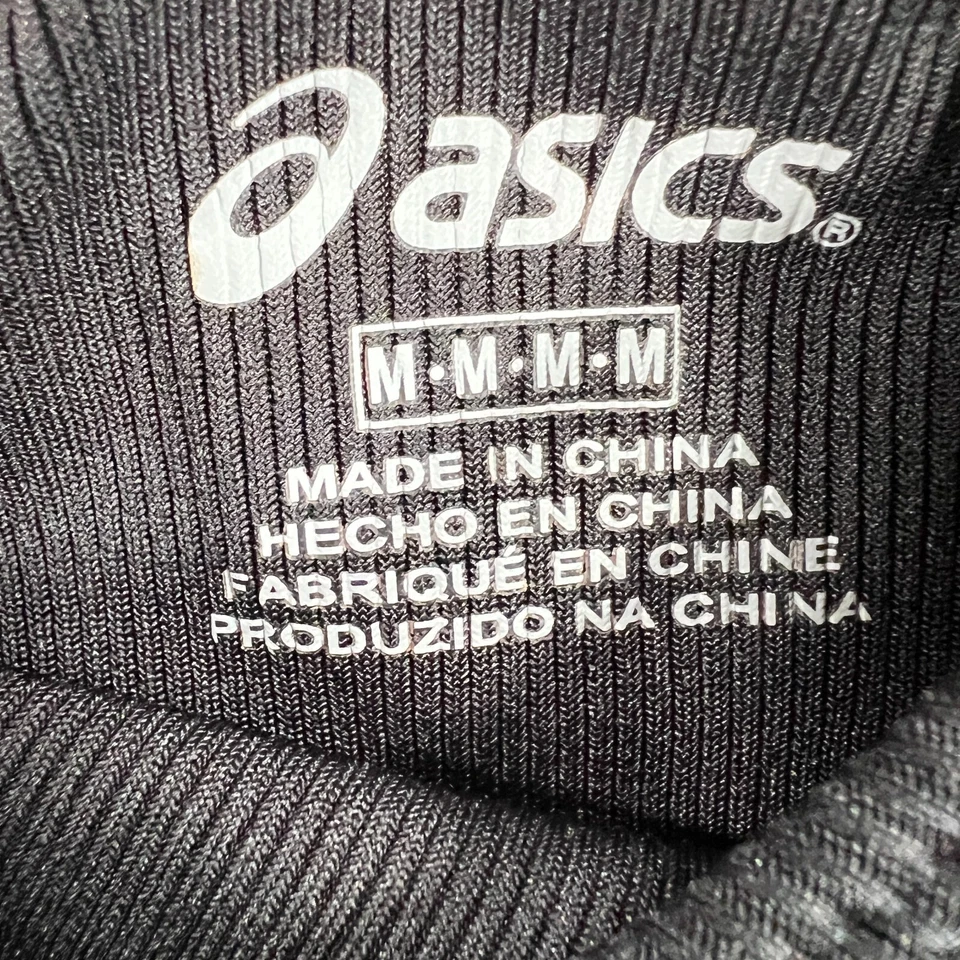 asics®
M·M·M·M
MADE IN CHINA
HECHO EN CHINA
FABRIQUÉ EN CHINE
PRODUZIDO NA CHINA